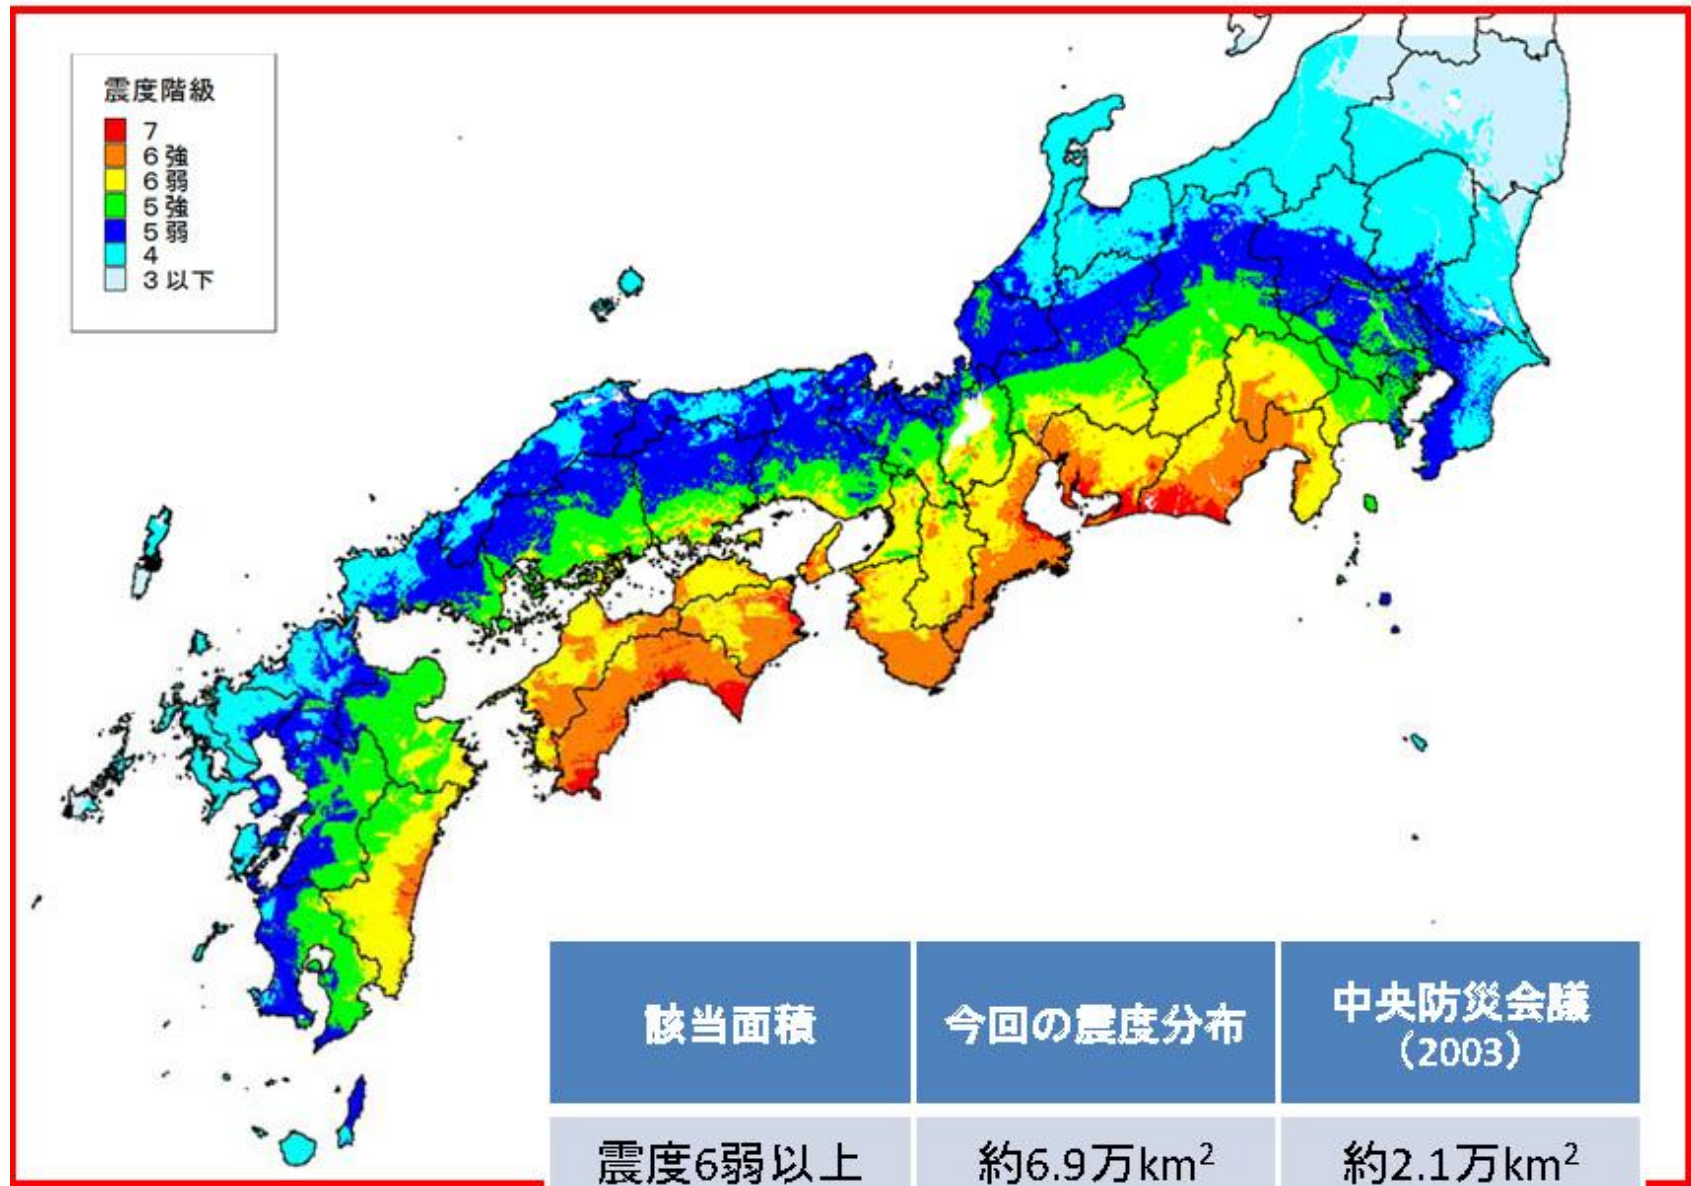 震度階級
7
6強
6弱
5強
5弱
4
3以下
該当面積
今回の震度分布
中央防災会議
（2003）
震度6弱以上
約6.9万km²
約2.1万km²